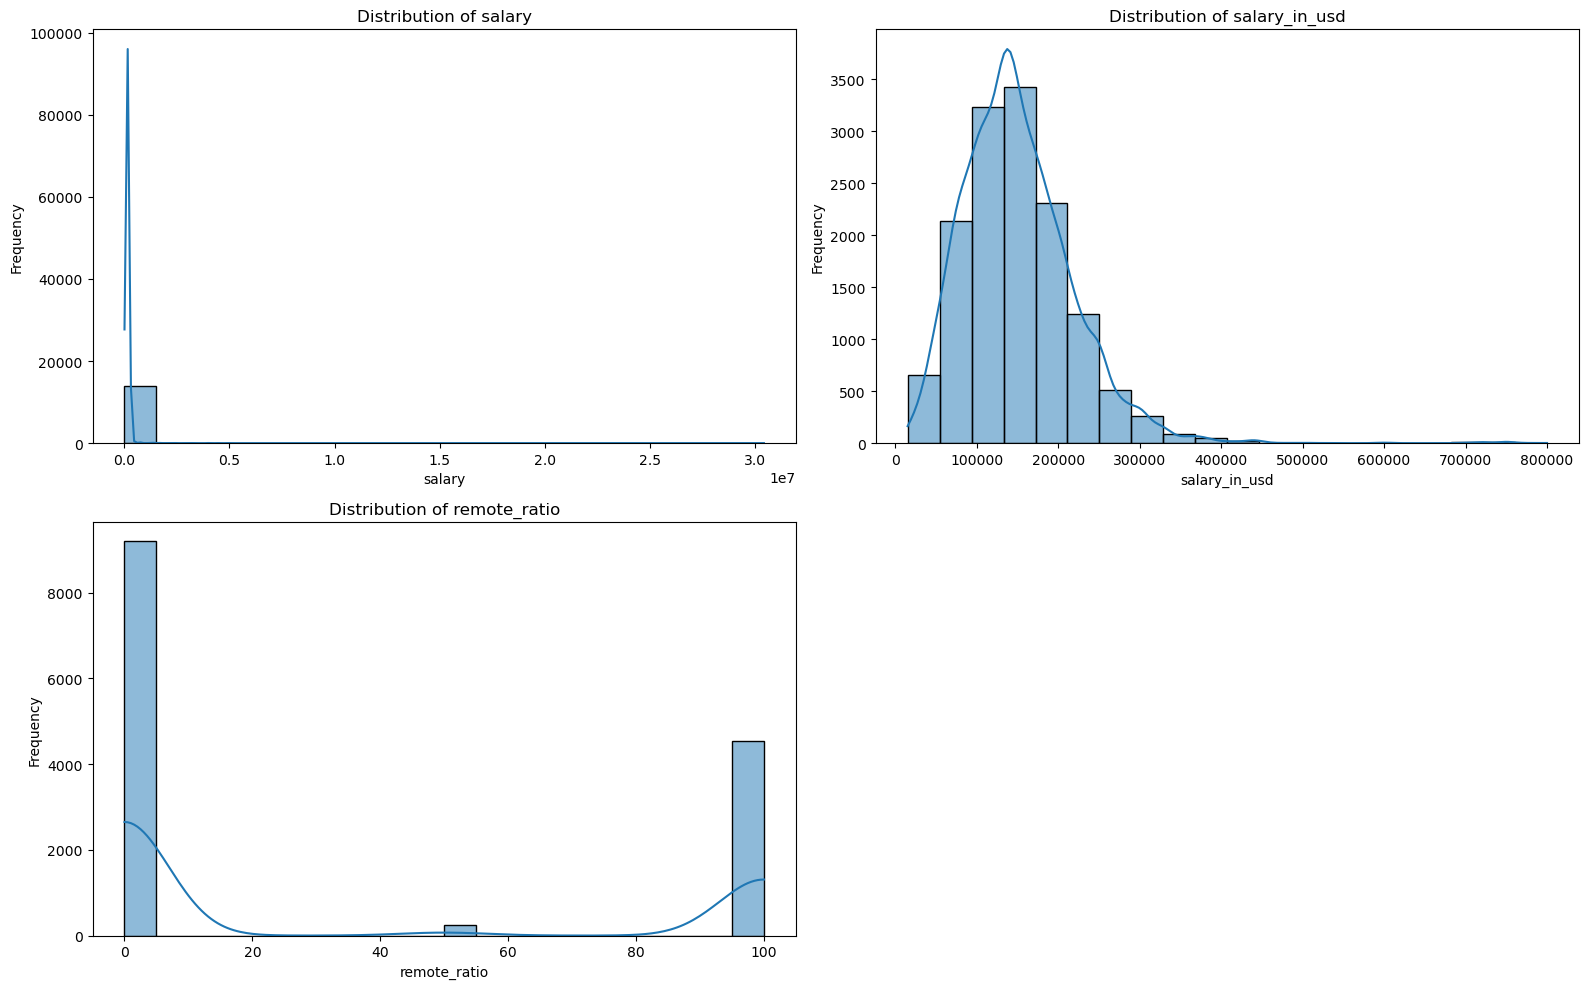 Distribution of salary
100000
80000
60000
40000
20000
0
Frequency
0.0 0.5 1.0 1.5 2.0 2.5 3.0
1e7
salary
Distribution of salary_in_usd
3500
3000
2500
2000
1500
1000
500
0
Frequency
0 100000 200000 300000 400000 500000 600000 700000 800000
salary_in_usd
Distribution of remote_ratio
8000
6000
4000
2000
0
Frequency
0 20 40 60 80 100
remote_ratio